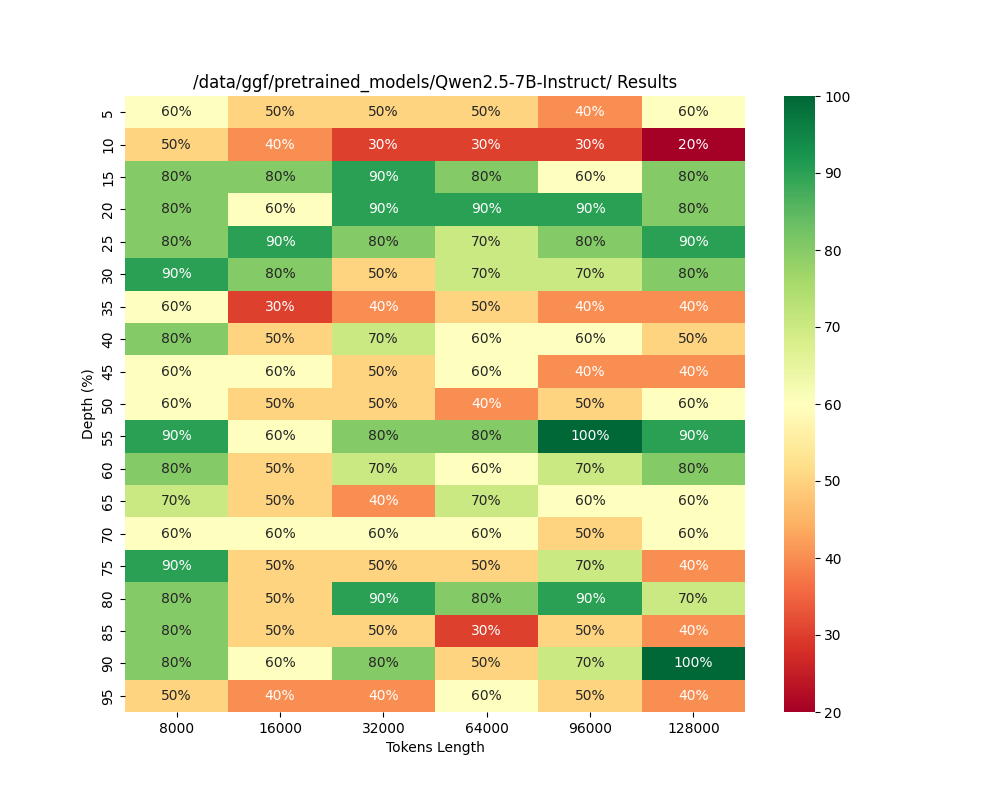 /data/ggf/pretrained_models/Qwen2.5-7B-Instruct/ Results
5 60% 50% 50% 50% 40% 60%
10 50% 40% 30% 30% 30% 20%
15 80% 80% 90% 80% 60% 80%
20 80% 60% 90% 90% 90% 80%
25 80% 90% 80% 70% 80% 90%
30 90% 80% 50% 70% 70% 80%
35 60% 30% 40% 50% 40% 40%
40 80% 50% 70% 60% 60% 50%
45 60% 60% 50% 60% 40% 40%
50 60% 50% 50% 40% 50% 60%
55 90% 60% 80% 80% 100% 90%
60 80% 50% 70% 60% 70% 80%
65 70% 50% 40% 70% 60% 60%
70 60% 60% 60% 60% 50% 60%
75 90% 50% 50% 50% 70% 40%
80 80% 50% 90% 80% 90% 70%
85 80% 50% 50% 30% 50% 40%
90 80% 60% 80% 50% 70% 100%
95 50% 40% 40% 60% 50% 40%
8000 16000 32000 64000 96000 128000
Tokens Length
Depth (%)
100
90
80
70
60
50
40
30
20